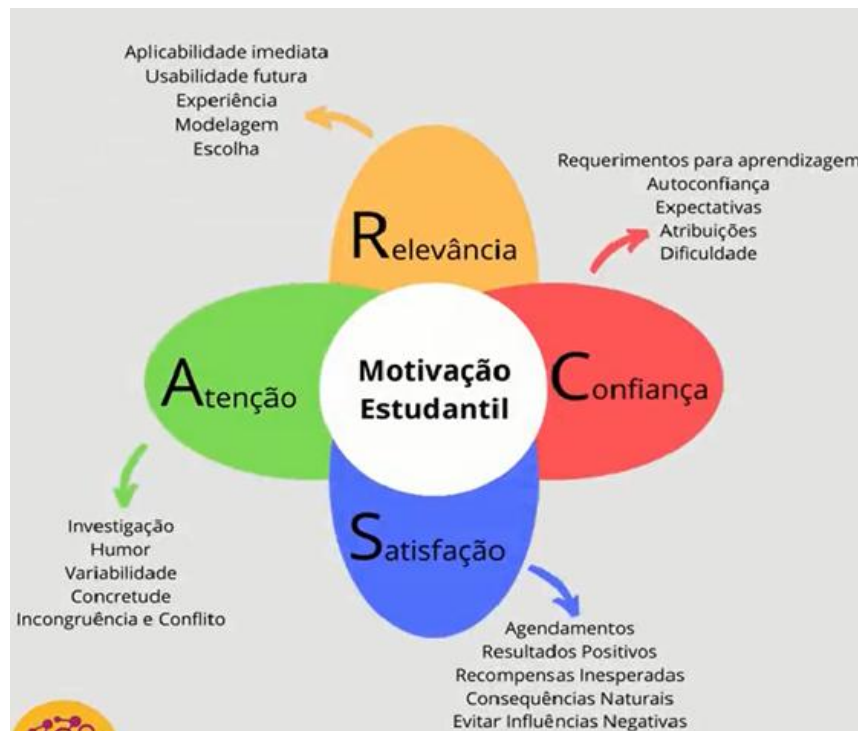 Aplicabilidade imediata
Usabilidade futura
Experiência
Modelagem
Escolha
Requerimentos para aprendizagem
Autoconfiança
Expectativas
Atribuições
Dificuldade
Relevância
Atenção
Motivação
Estudantil
Confiança
Satisfação
Investigação
Humor
Variabilidade
Concretude
Incongruência e Conflito
Agendamentos
Resultados Positivos
Recompensas Inesperadas
Consequências Naturais
Evitar Influências Negativas